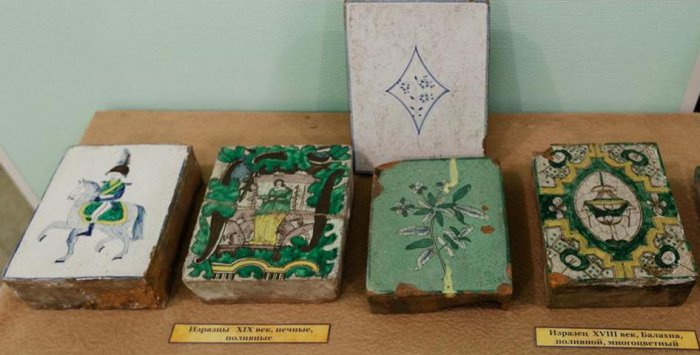 Изразцы XIX век, печные,
поливные
Изразец XVIII век, Балахна,
поливной, многоцветный